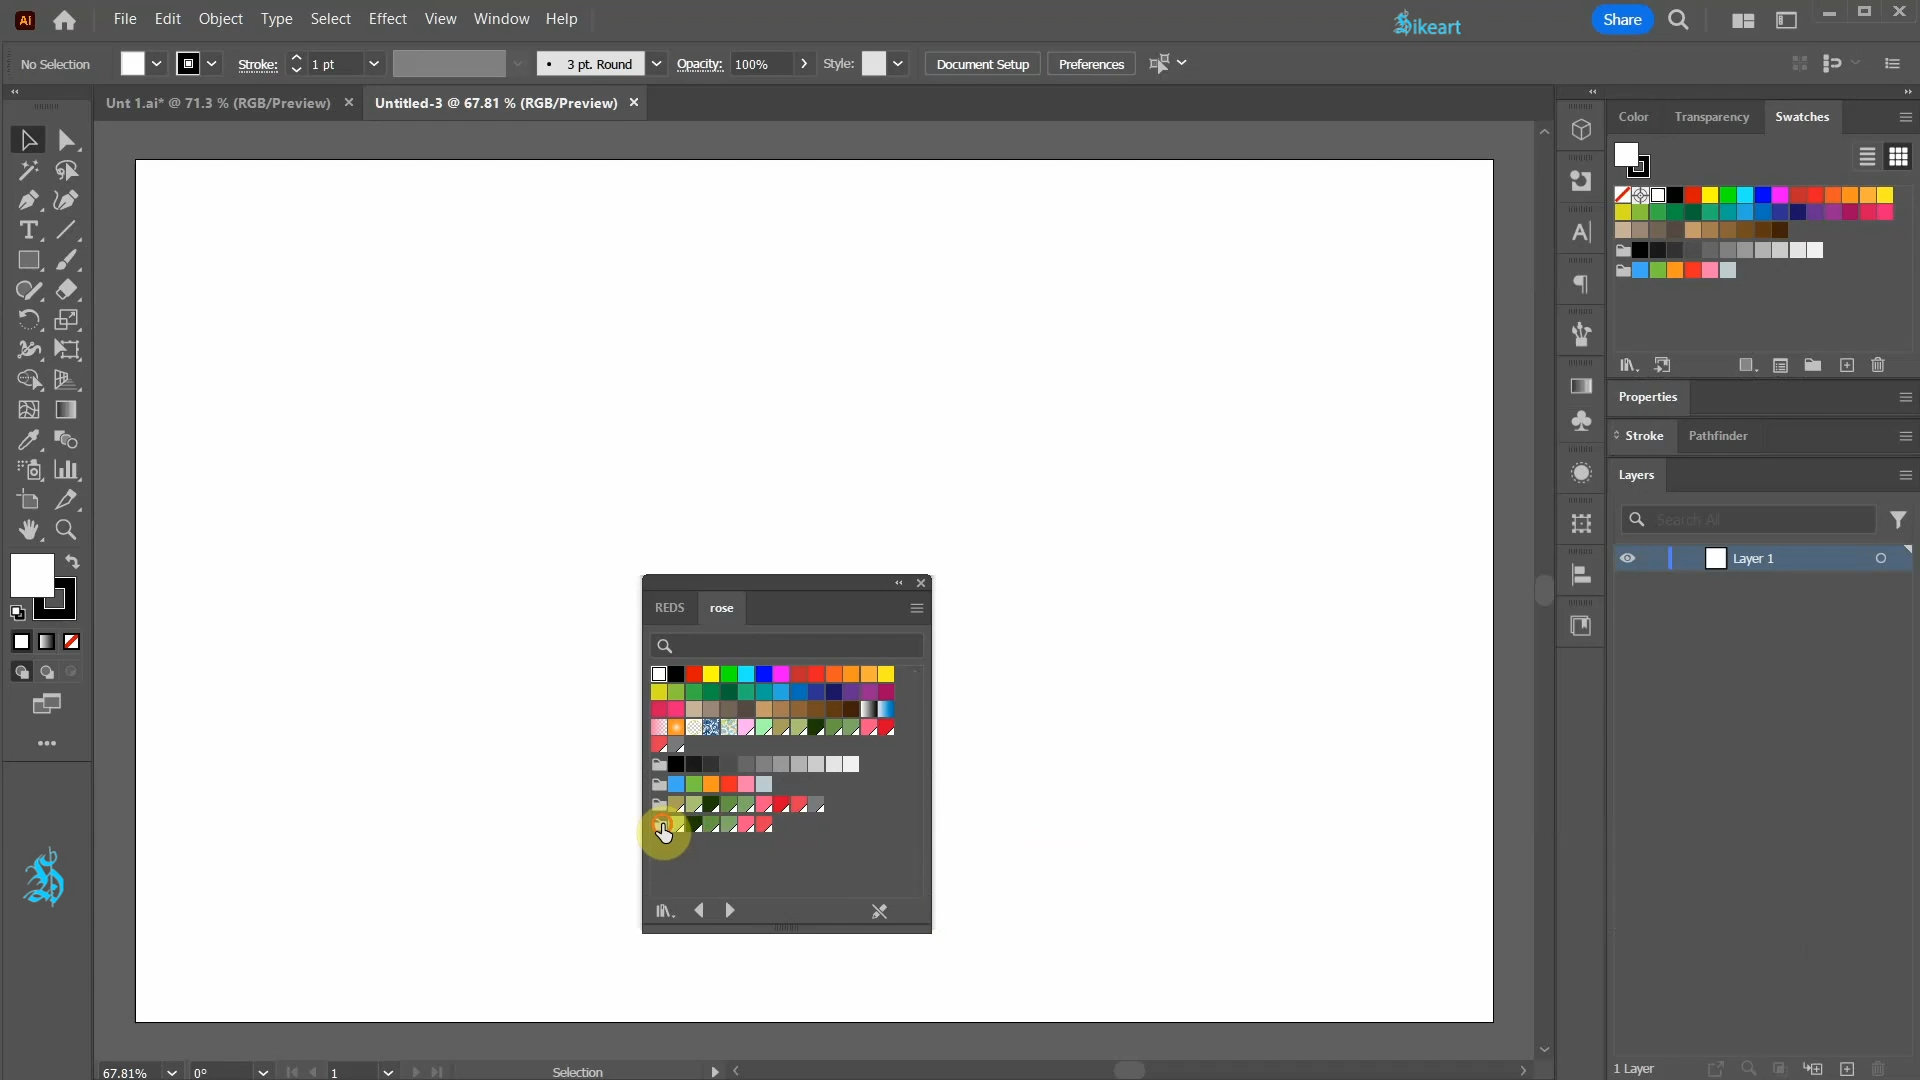 Ai File Edit Object Type Select Effect View Window Help Sikeart Share
No Selection Stroke: 1 pt 3 pt. Round Opacity: 100% Style: Document Setup Preferences
Unt 1.ai* @ 71.3 % (RGB/Preview) Untitled-3 @ 67.81 % (RGB/Preview)
Color Transparency Swatches
Properties
Stroke Pathfinder
Layers
Search All
Layer 1
REDS rose
67.81% 0° 1 Selection 1 Layer